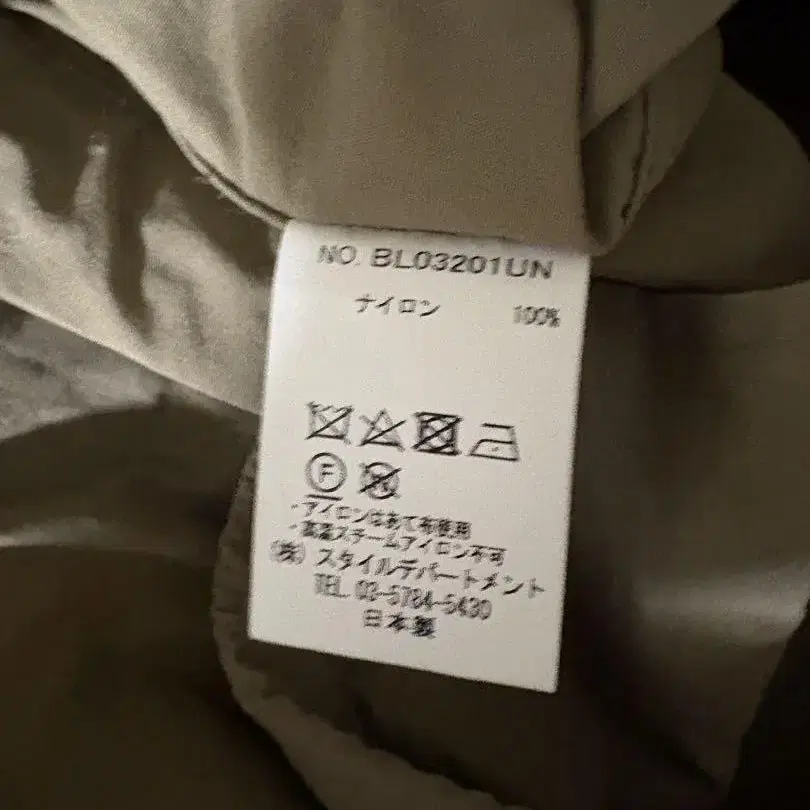 NO. BL03201UN
ナイロン 100%
F
・アイロンはあて布使用
・高温スチームアイロン不可
(株) スタイルデパートメント
TEL. 03-5784-5430
日本製